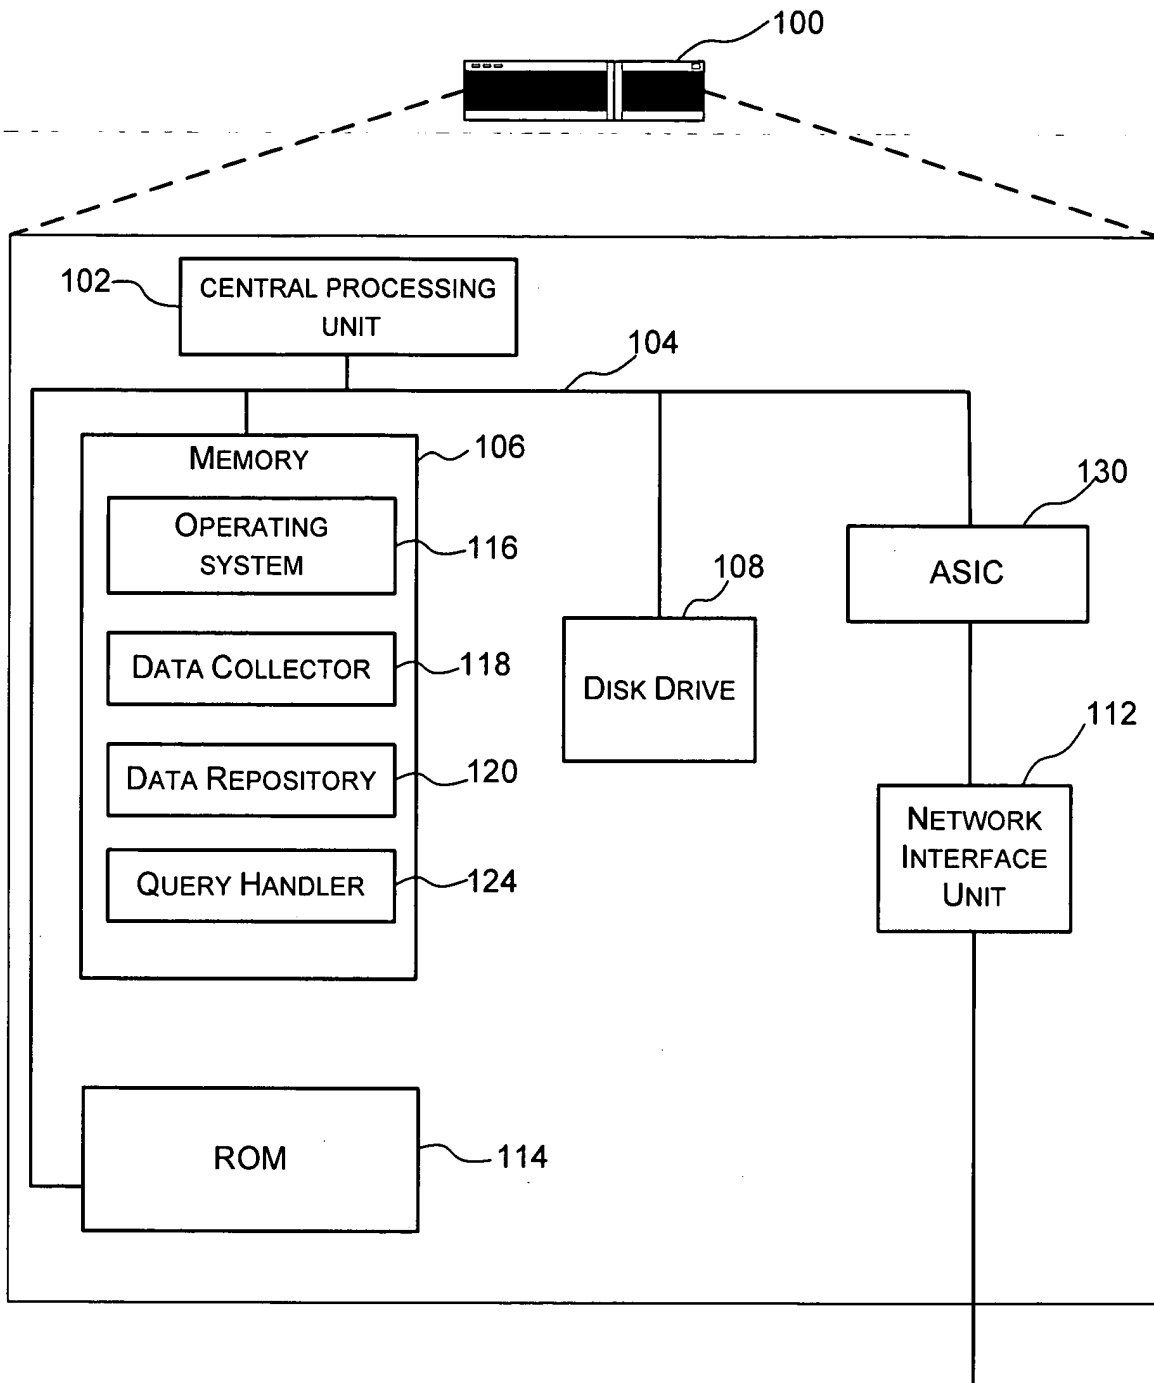 100
102
CENTRAL PROCESSING
UNIT
104
MEMORY
106
OPERATING
SYSTEM
116
DATA COLLECTOR
118
DATA REPOSITORY
120
QUERY HANDLER
124
108
DISK DRIVE
130
ASIC
112
NETWORK
INTERFACE
UNIT
ROM
114